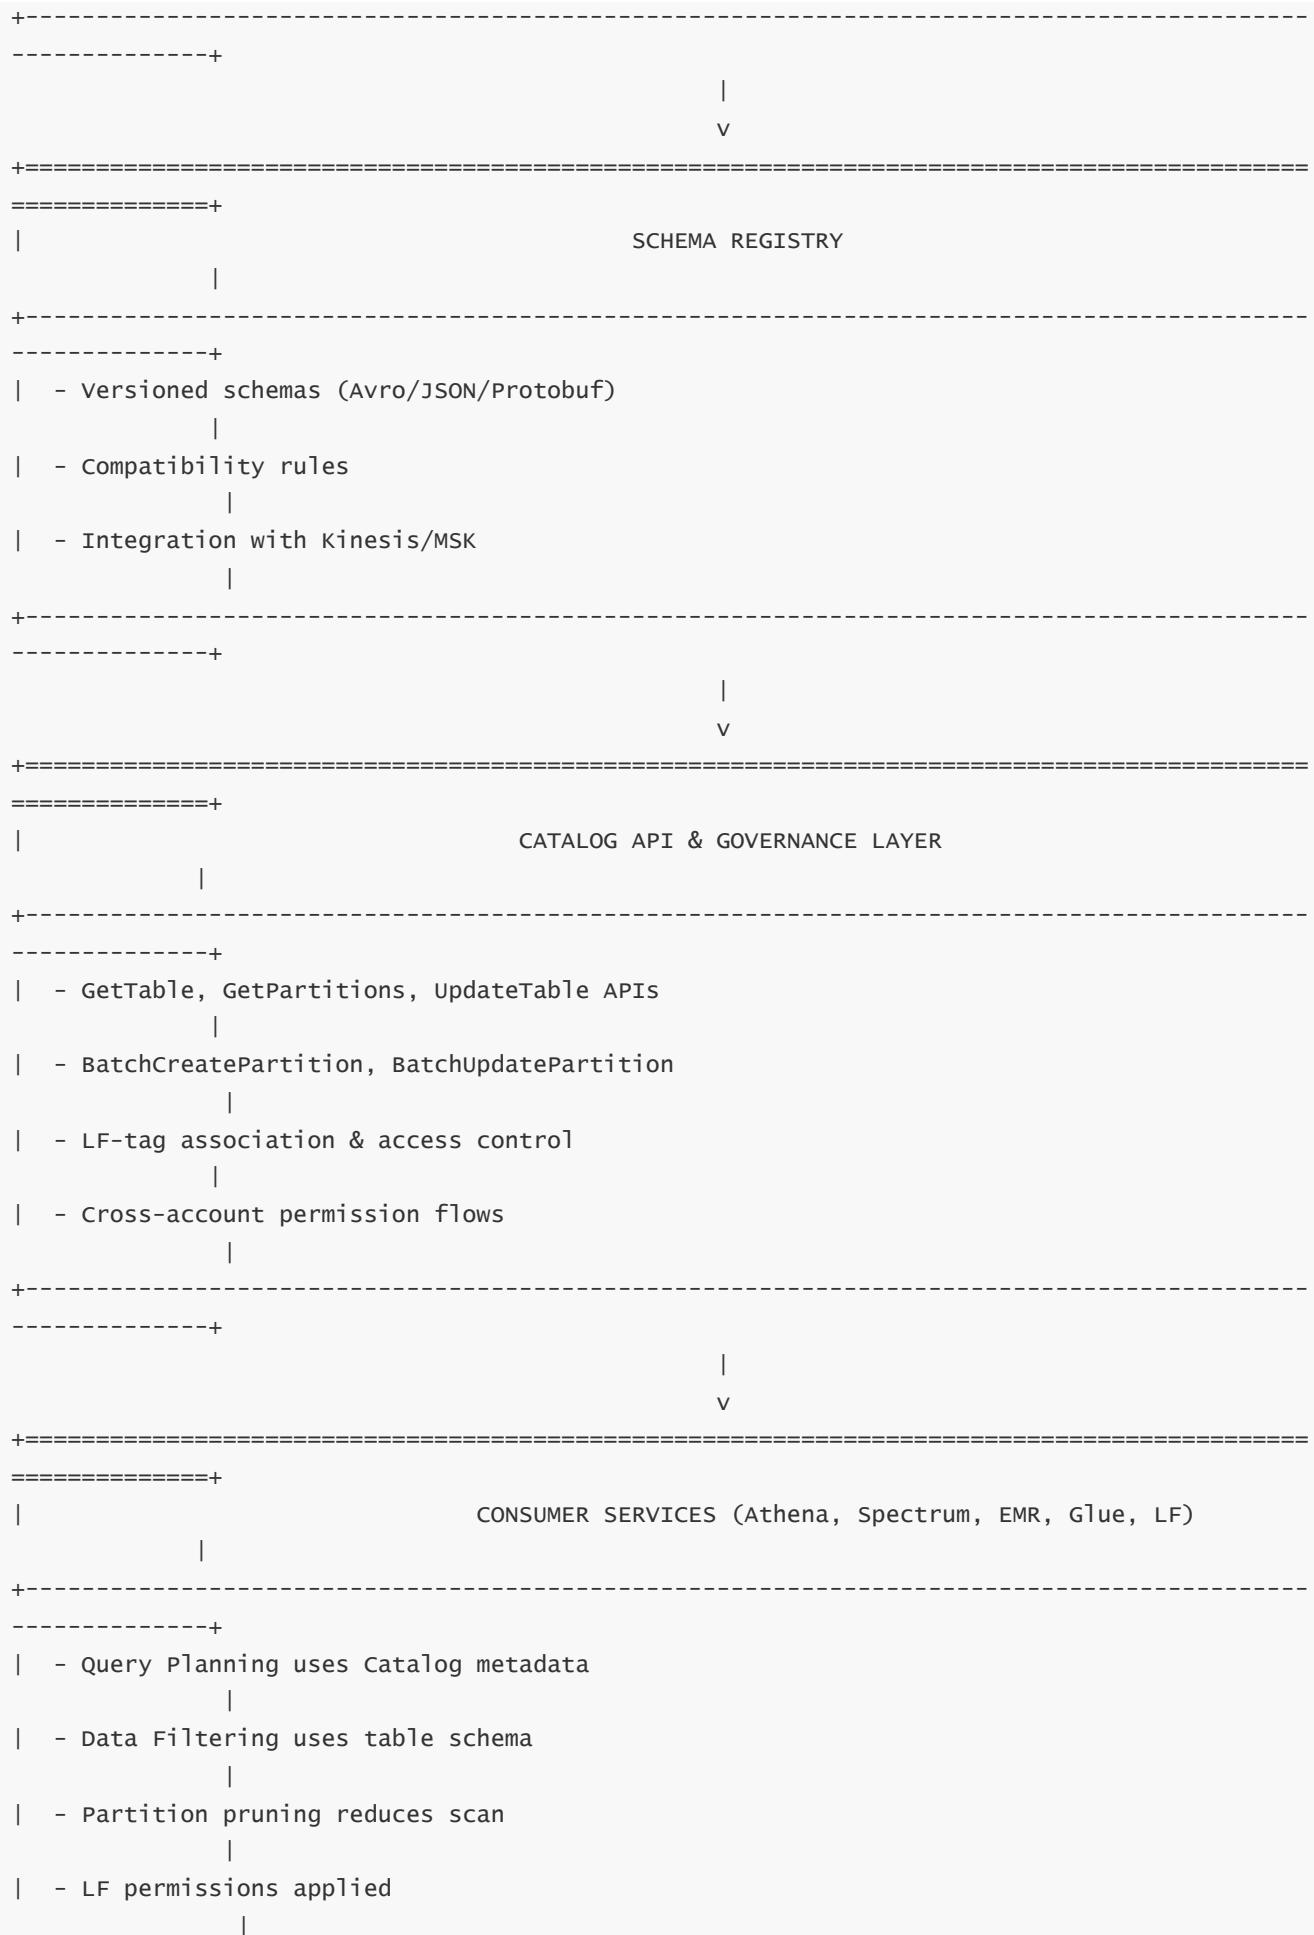 +-------------------------------------------------------------------------------------------
--------------+
|
v
+===========================================================================================
==============+
| SCHEMA REGISTRY
|
+-------------------------------------------------------------------------------------------
--------------+
| - Versioned schemas (Avro/JSON/Protobuf)
|
| - Compatibility rules
|
| - Integration with Kinesis/MSK
|
+-------------------------------------------------------------------------------------------
--------------+
|
v
+===========================================================================================
==============+
| CATALOG API & GOVERNANCE LAYER
|
+-------------------------------------------------------------------------------------------
--------------+
| - GetTable, GetPartitions, UpdateTable APIs
|
| - BatchCreatePartition, BatchUpdatePartition
|
| - LF-tag association & access control
|
| - Cross-account permission flows
|
+-------------------------------------------------------------------------------------------
--------------+
|
v
+===========================================================================================
==============+
| CONSUMER SERVICES (Athena, Spectrum, EMR, Glue, LF)
|
+-------------------------------------------------------------------------------------------
--------------+
| - Query Planning uses Catalog metadata
|
| - Data Filtering uses table schema
|
| - Partition pruning reduces scan
|
| - LF permissions applied
|